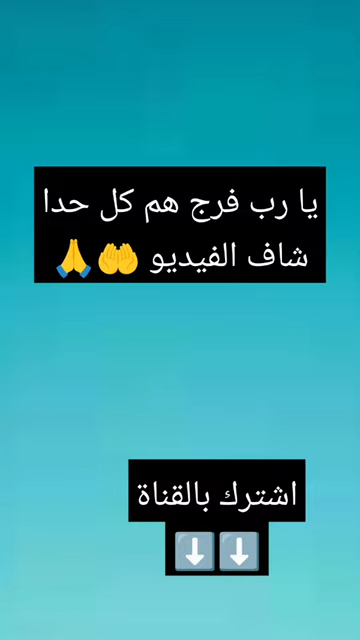 يا رب فرج هم كل حدا
شاف الفيديو 🤲🙏
اشترك بالقناة
⬇️⬇️